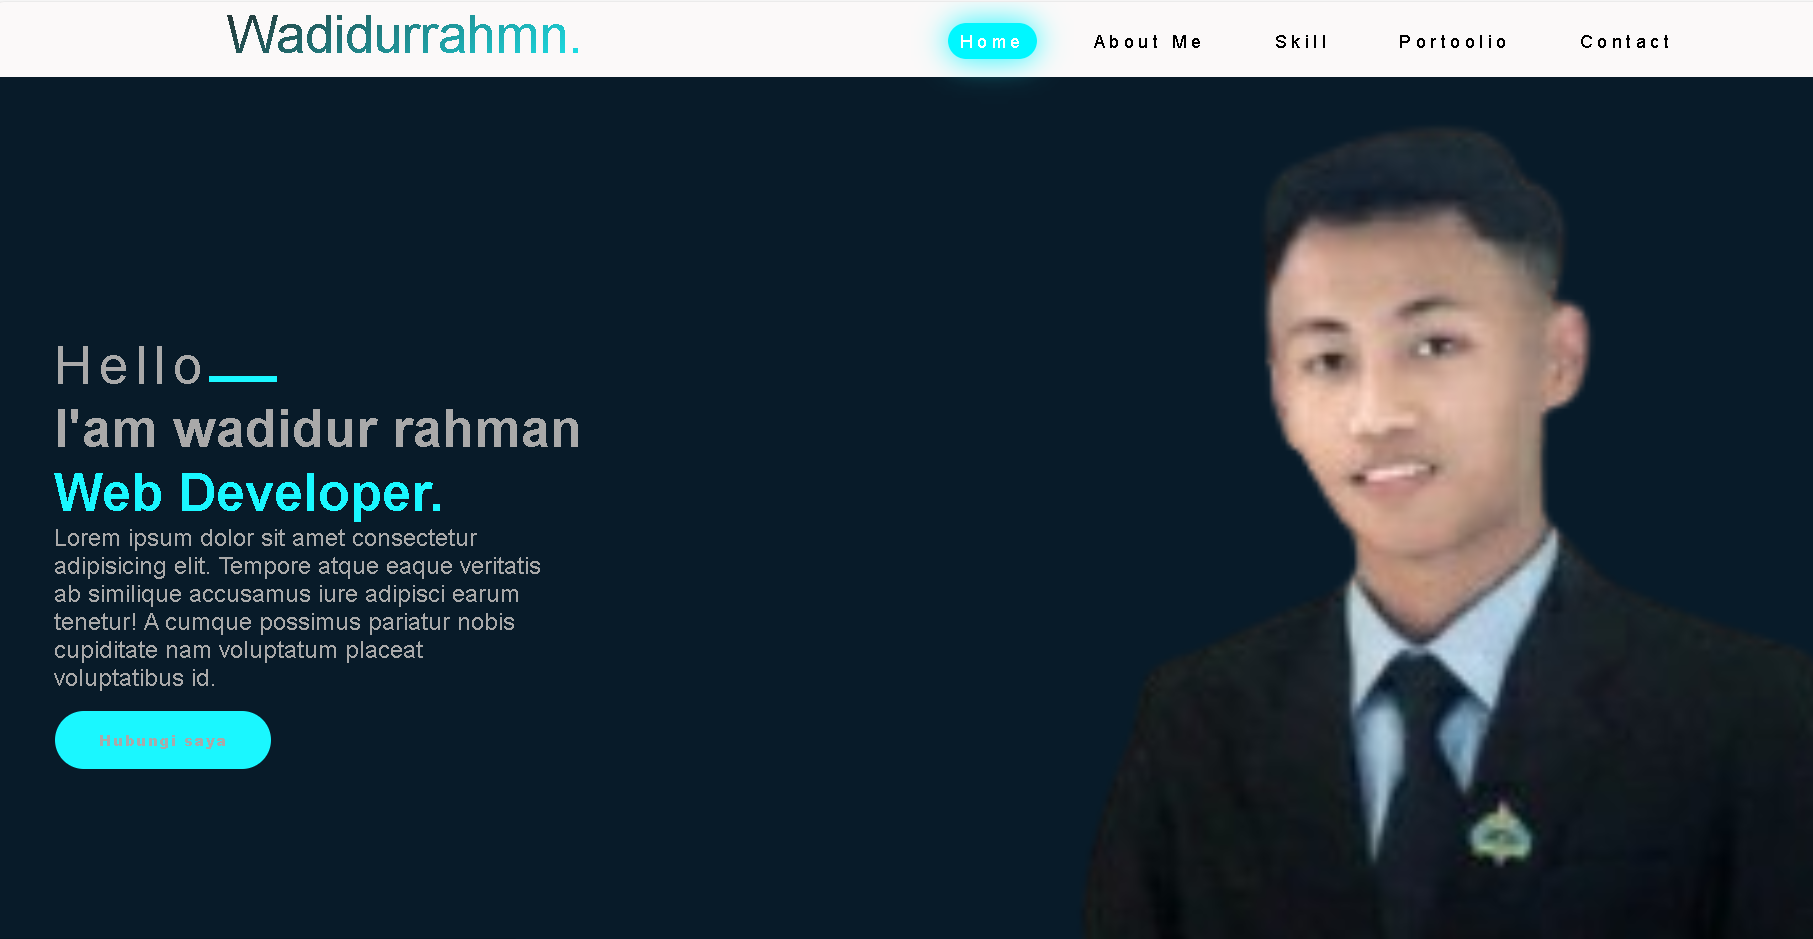 Wadidurrahmn.
Home About Me Skill Portoolio Contact
Hello
I'am wadidur rahman
Web Developer.
Lorem ipsum dolor sit amet consectetur
adipisicing elit. Tempore atque eaque veritatis
ab similique accusamus iure adipisci earum
tenetur! A cumque possimus pariatur nobis
cupiditate nam voluptatum placeat
voluptatibus id.
Hubungi saya